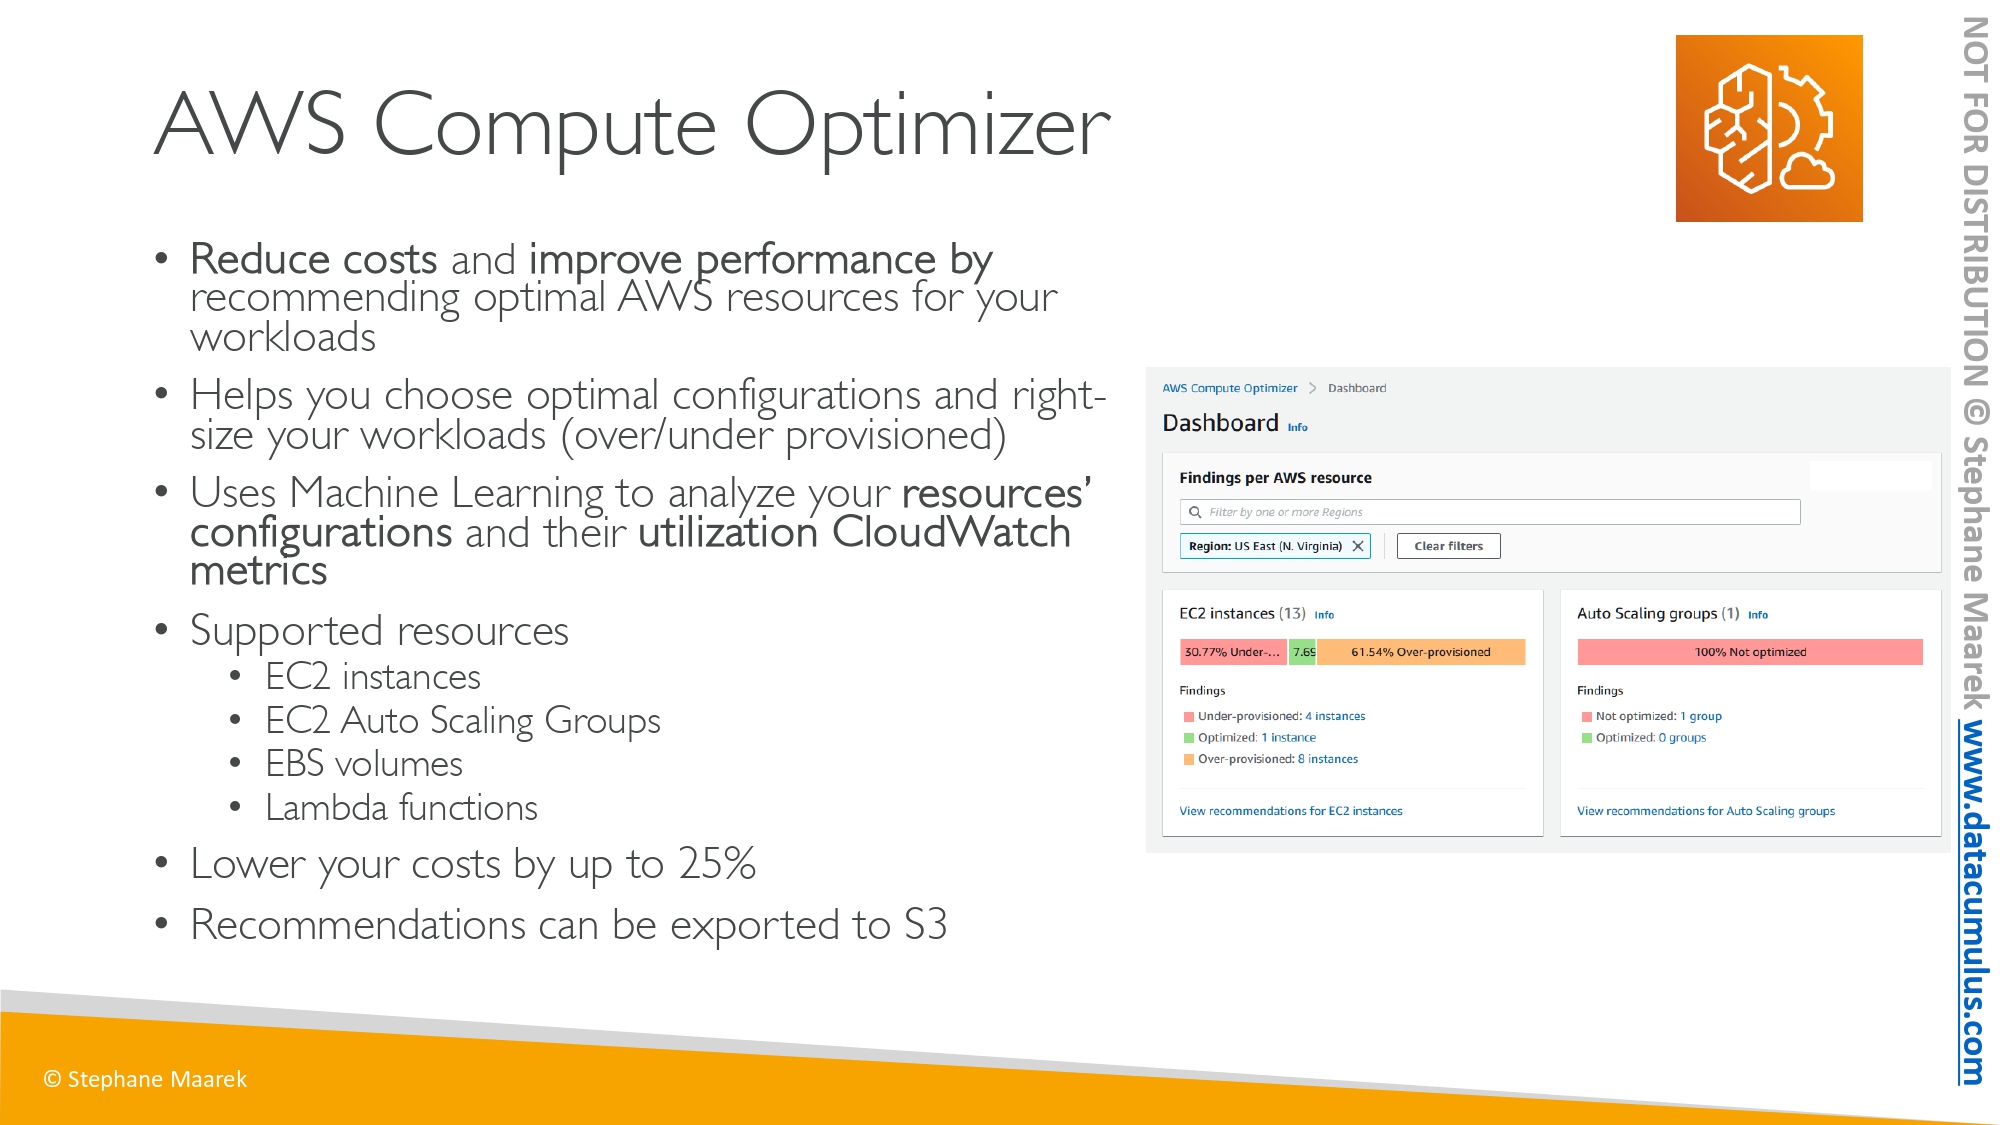 AWS Compute Optimizer
• Reduce costs and improve performance by
recommending optimal AWS resources for your
workloads
• Helps you choose optimal configurations and right-
size your workloads (over/under provisioned)
• Uses Machine Learning to analyze your resources’
configurations and their utilization CloudWatch
metrics
• Supported resources
• EC2 instances
• EC2 Auto Scaling Groups
• EBS volumes
• Lambda functions
• Lower your costs by up to 25%
• Recommendations can be exported to S3
AWS Compute Optimizer > Dashboard
Dashboard Info
Findings per AWS resource
Filter by one or more Regions
Region: US East (N. Virginia) X Clear filters
EC2 instances (13) Info
30.77% Under-... 7.69 61.54% Over-provisioned
Findings
Under-provisioned: 4 instances
Optimized: 1 instance
Over-provisioned: 8 instances
View recommendations for EC2 instances
Auto Scaling groups (1) Info
100% Not optimized
Findings
Not optimized: 1 group
Optimized: 0 groups
View recommendations for Auto Scaling groups
© Stephane Maarek
NOT FOR DISTRIBUTION © Stephane Maarek www.datacumulus.com